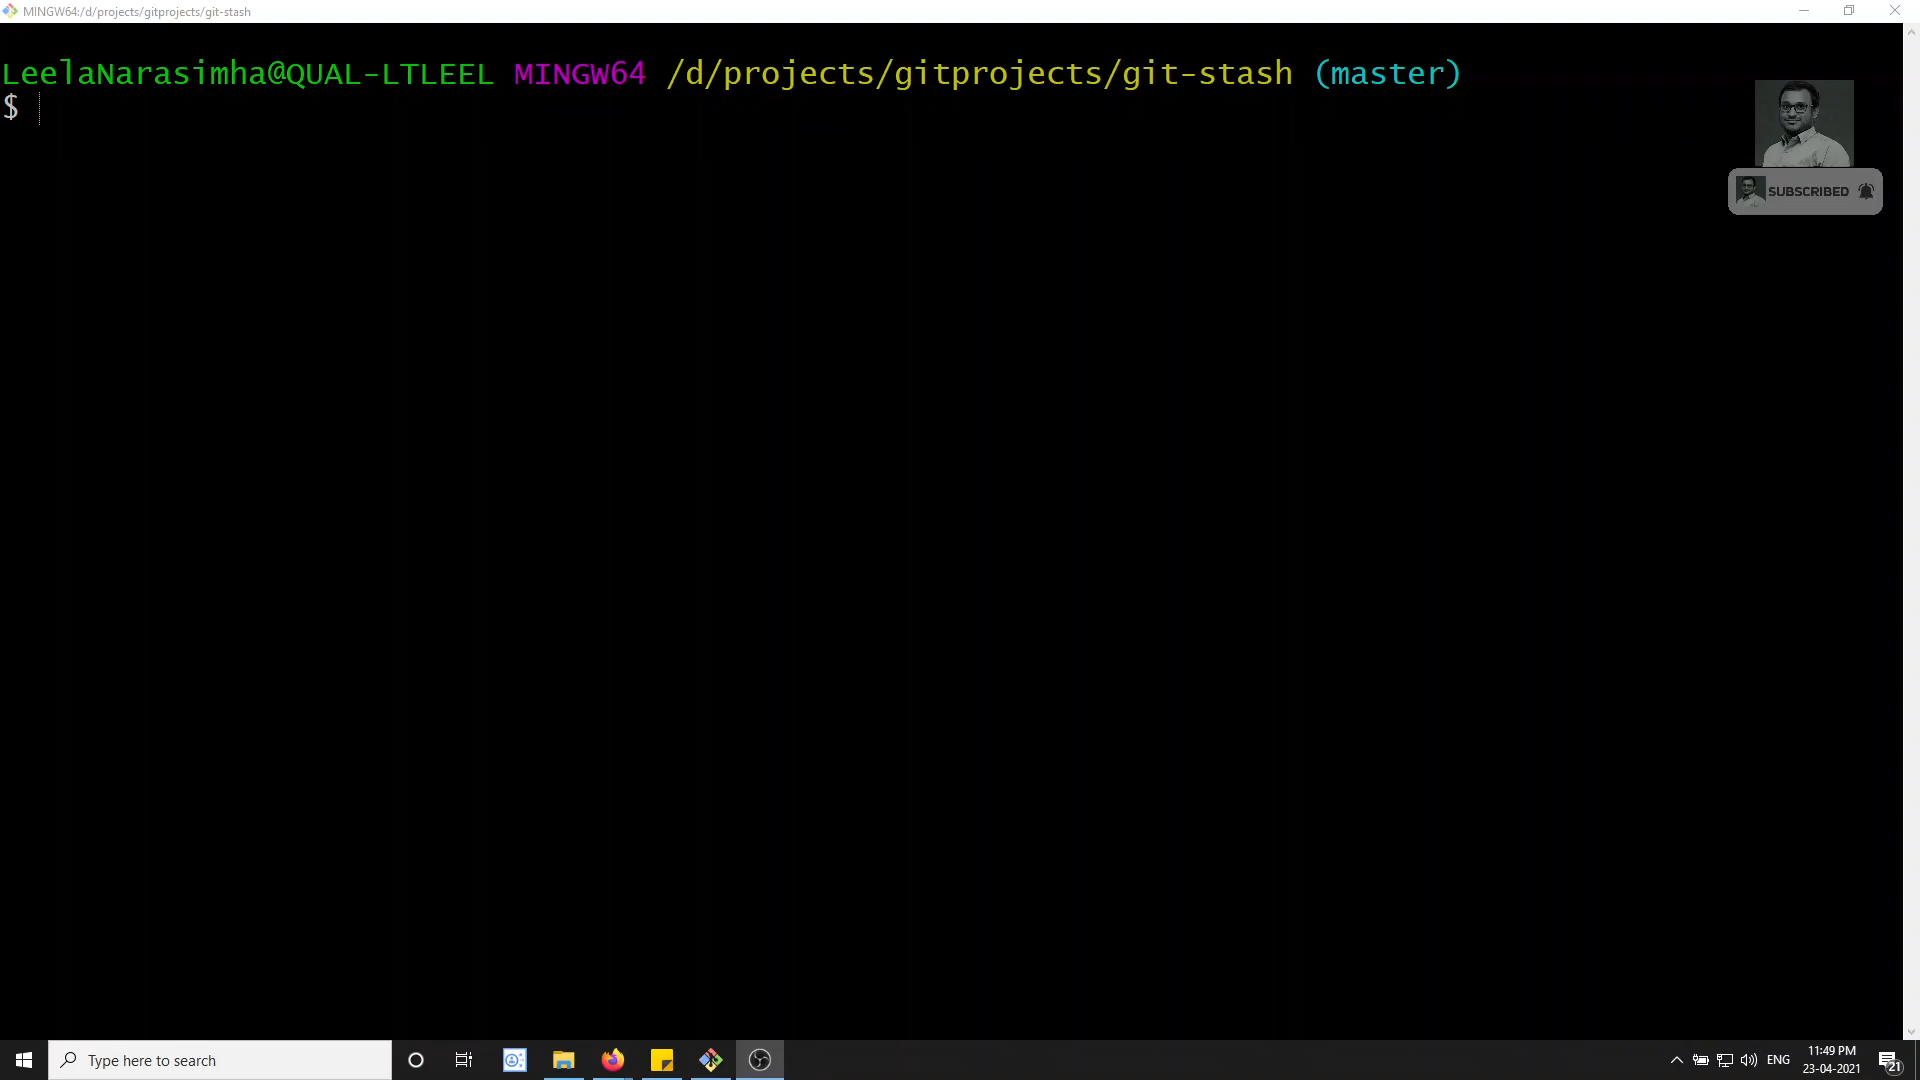 MINGW64:/d/projects/gitprojects/git-stash
LeelaNarasimha@QUAL-LTLEEL MINGW64 /d/projects/gitprojects/git-stash (master)
$
SUBSCRIBED
Type here to search
ENG
11:49 PM
23-04-2021
21